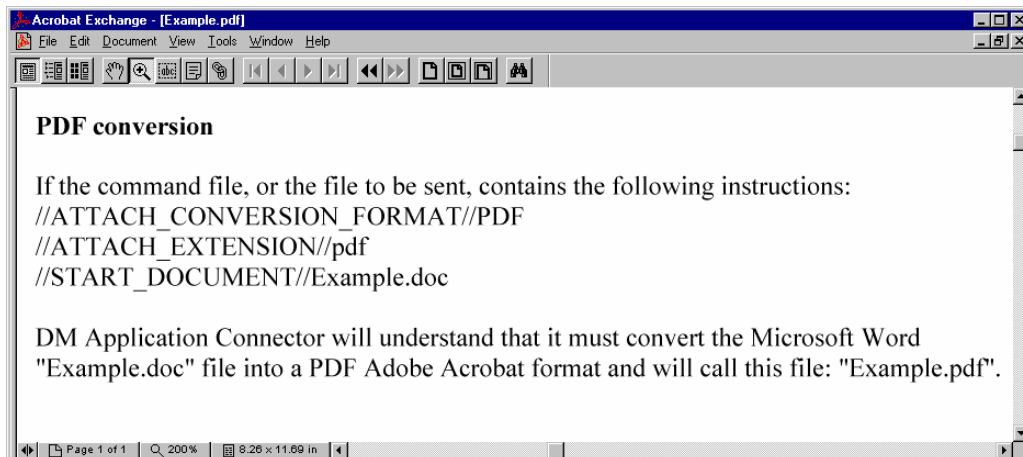 Acrobat Exchange - [Example.pdf]
File Edit Document View Tools Window Help
abc
PDF conversion
If the command file, or the file to be sent, contains the following instructions:
//ATTACH_CONVERSION_FORMAT//PDF
//ATTACH_EXTENSION//pdf
//START_DOCUMENT//Example.doc
DM Application Connector will understand that it must convert the Microsoft Word
"Example.doc" file into a PDF Adobe Acrobat format and will call this file: "Example.pdf".
Page 1 of 1 200% 8.26 x 11.69 in